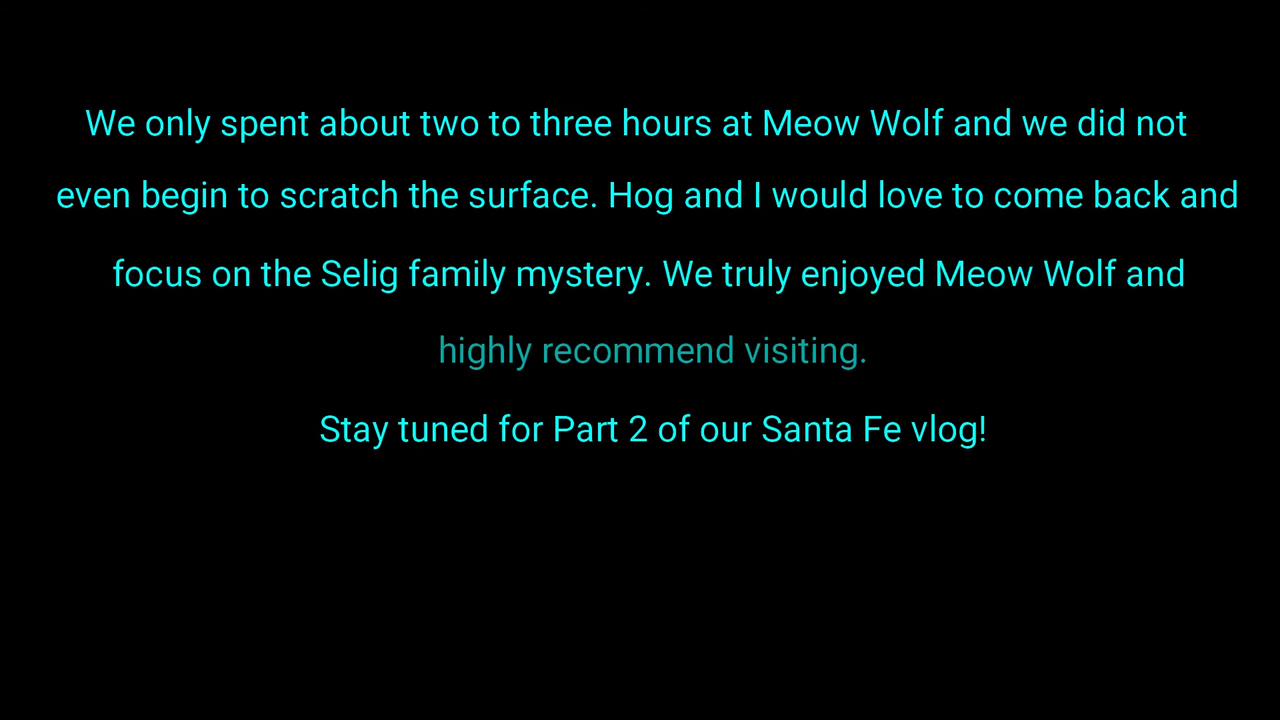 We only spent about two to three hours at Meow Wolf and we did not
even begin to scratch the surface. Hog and I would love to come back and
focus on the Selig family mystery. We truly enjoyed Meow Wolf and
highly recommend visiting.
Stay tuned for Part 2 of our Santa Fe vlog!